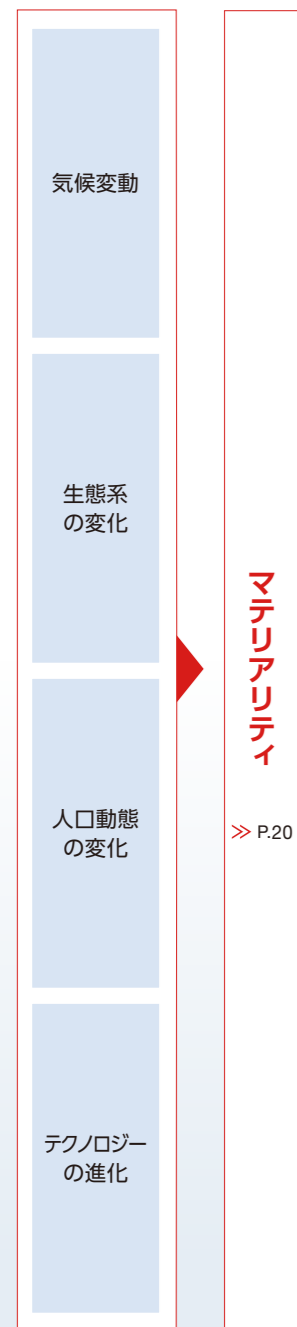 気候変動
生態系
の変化
人口動態
の変化
テクノロジー
の進化
マテリアリティ
≫ P.20